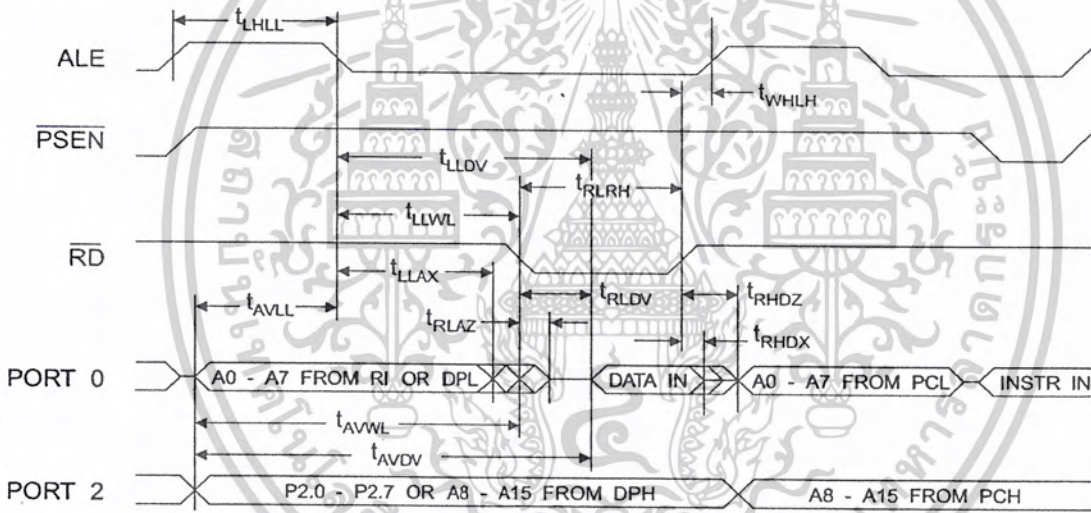 tLHLL
ALE
tWHLH
PSEN
tLLDV
tRLRH
tLLWL
RD
tLLAX
tAVLL
tRLDV
tRHDZ
tRLAZ
tRHDX
PORT 0
A0 - A7 FROM RI OR DPL
DATA IN
A0 - A7 FROM PCL
INSTR IN
tAVWL
tAVDV
PORT 2
P2.0 - P2.7 OR A8 - A15 FROM DPH
A8 - A15 FROM PCH